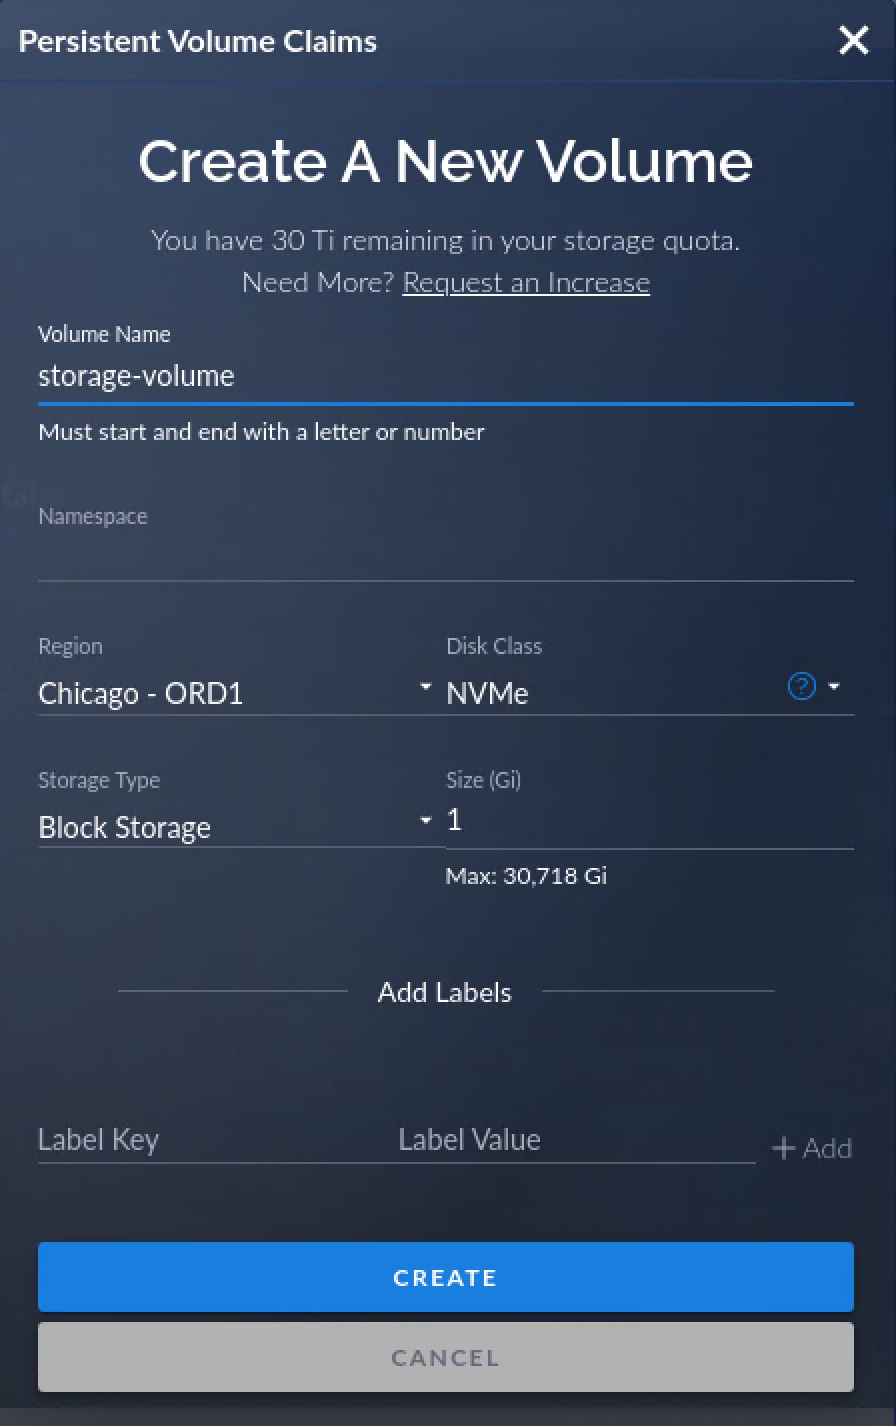 Persistent Volume Claims
Create A New Volume
You have 30 Ti remaining in your storage quota.
Need More? Request an Increase
Volume Name
storage-volume
Must start and end with a letter or number
Namespace
Region
Disk Class
Chicago - ORD1
NVMe
Storage Type
Size (Gi)
Block Storage
1
Max: 30,718 Gi
Add Labels
Label Key
Label Value
+ Add
CREATE
CANCEL